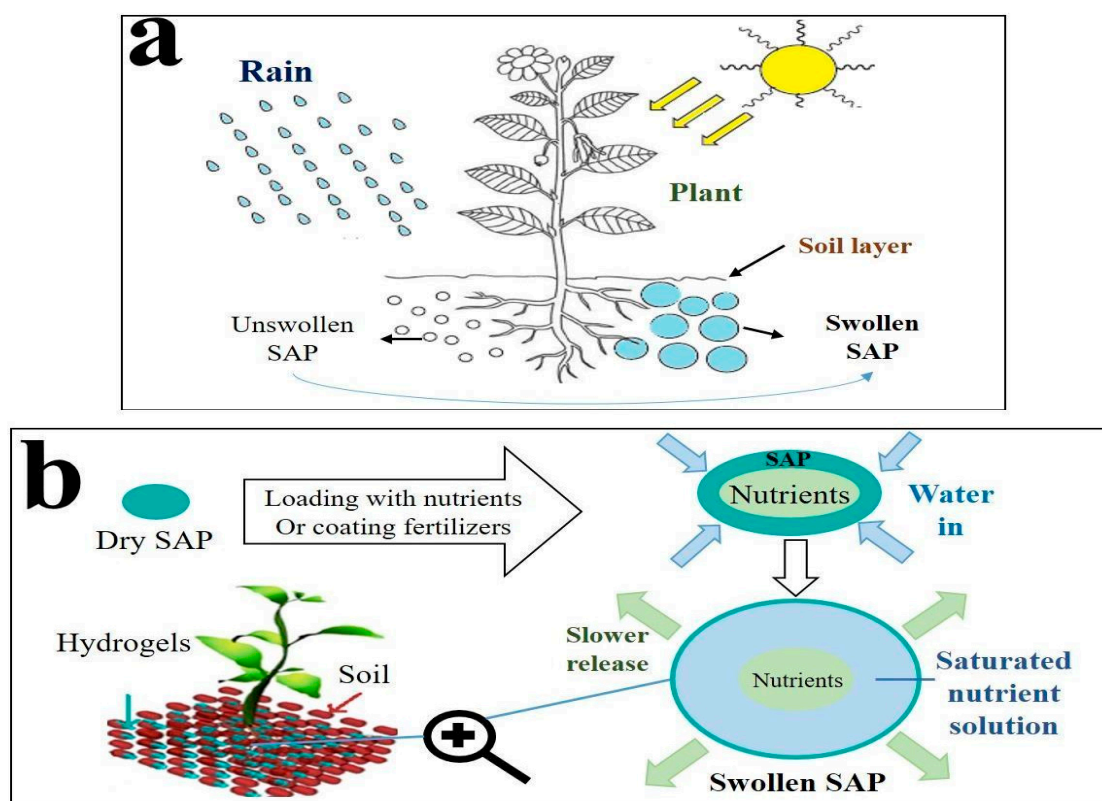 a
Rain
Plant
Soil layer
Unswollen
SAP
Swollen
SAP
b
Dry SAP
Loading with nutrients
Or coating fertilizers
SAP
Nutrients
Water
in
Hydrogels
Soil
Slower
release
Nutrients
Saturated
nutrient
solution
Swollen SAP